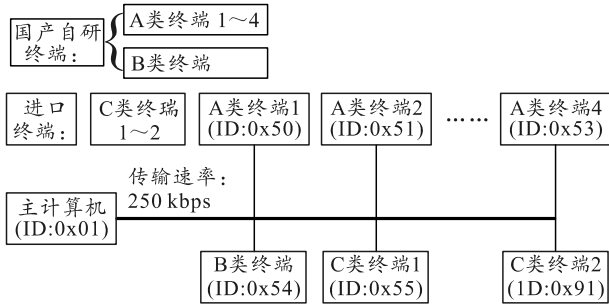 国产自研
终端：
A类终端 1～4
B类终端
进口
终端：
C类终瑞
1～2
A类终端1
(ID:0x50)
A类终端2
(ID:0x51)
……
A类终端4
(ID:0x53)
传输速率：
250 kbps
主计算机
(ID:0x01)
B类终端
(ID:0x54)
C类终端1
(ID:0x55)
C类终端2
(1D:0x91)